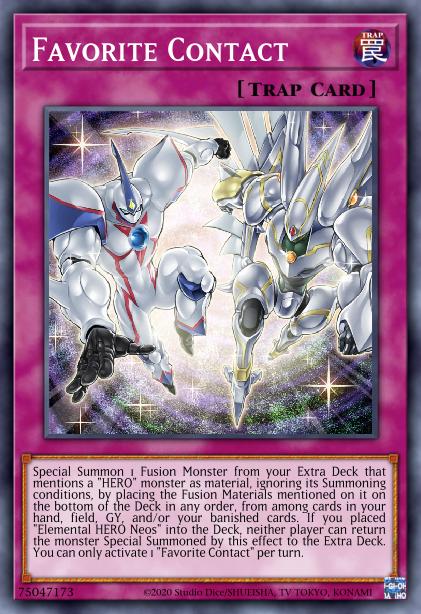 FAVORITE CONTACT
TRAP
罠
[TRAP CARD]
Special Summon 1 Fusion Monster from your Extra Deck that
mentions a "HERO" monster as material, ignoring its Summoning
conditions, by placing the Fusion Materials mentioned on it on
the bottom of the Deck in any order, from among cards in your
hand, field, GY, and/or your banished cards. If you placed
"Elemental HERO Neos" into the Deck, neither player can return
the monster Special Summoned by this effect to the Extra Deck.
You can only activate 1 "Favorite Contact" per turn.
75047173
©2020 Studio Dice/SHUEISHA, TV TOKYO, KONAMI